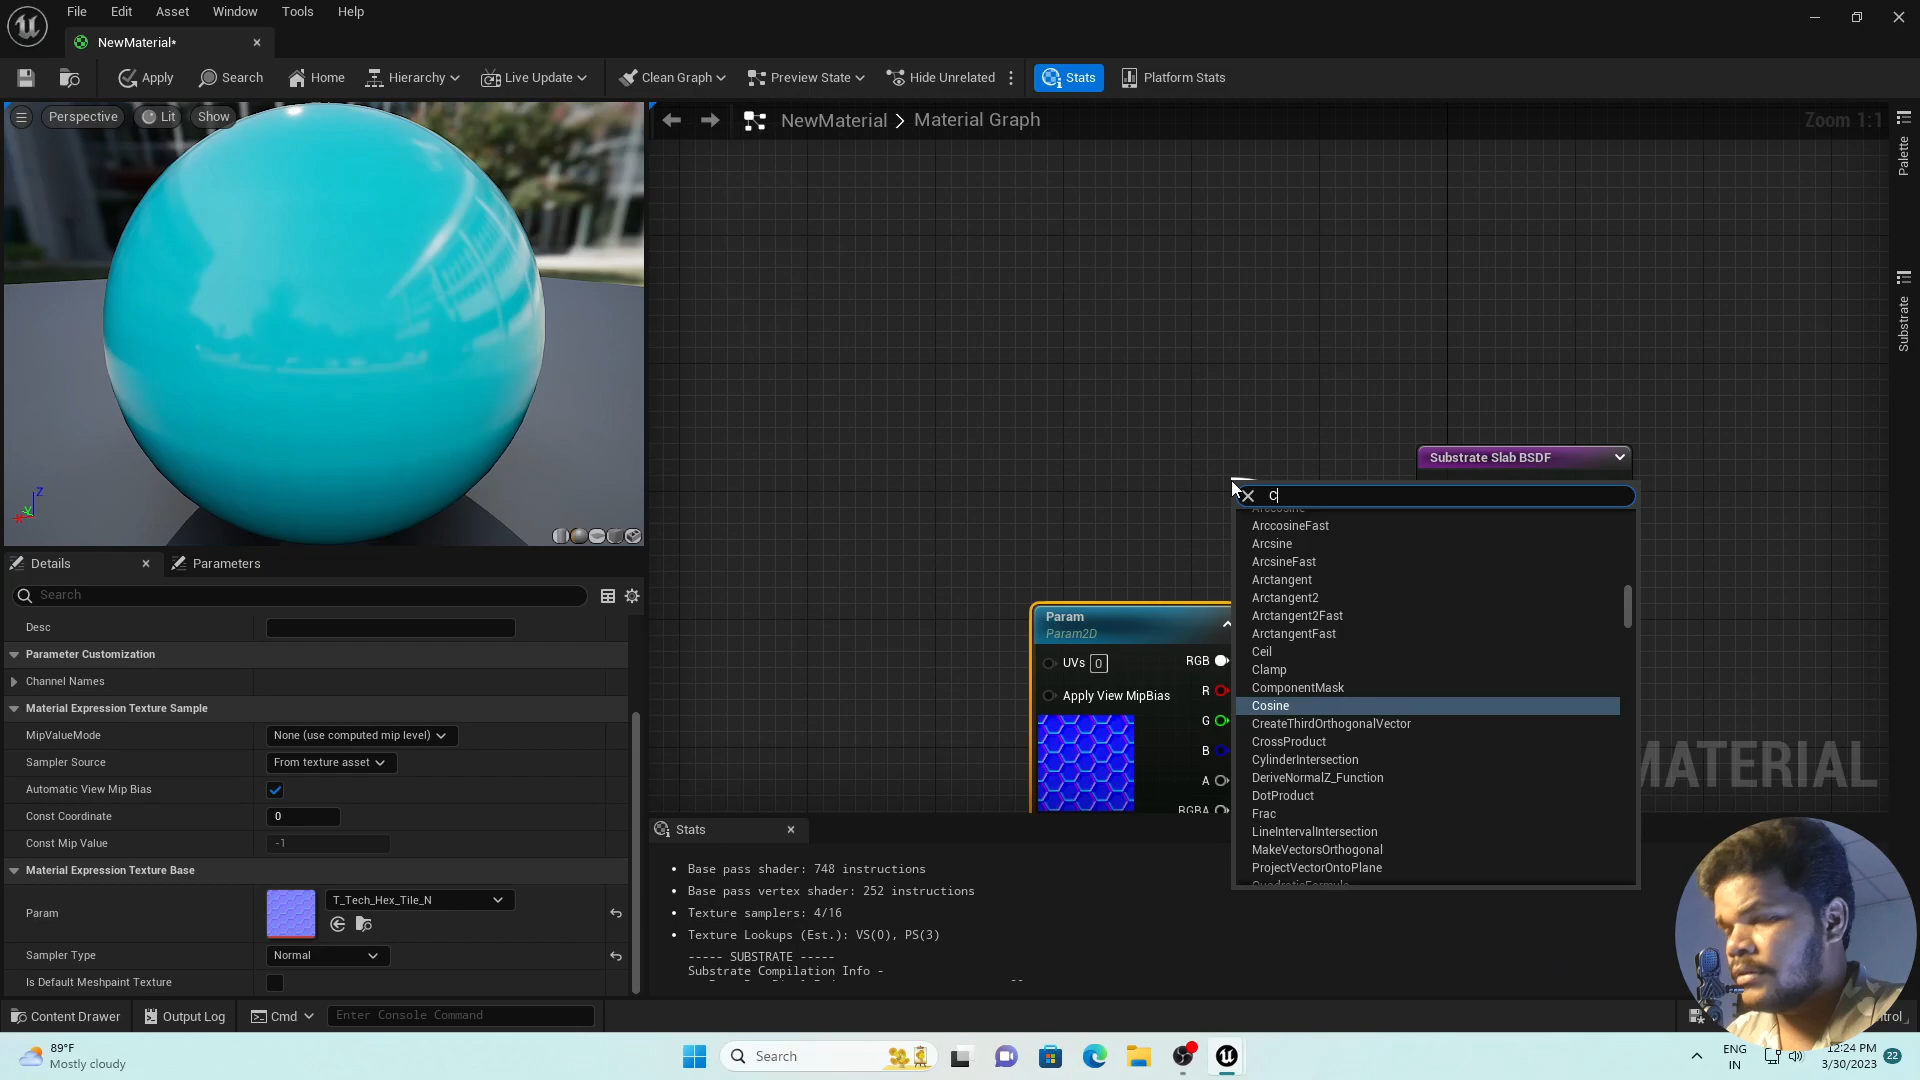 File Edit Asset Window Tools Help
NewMaterial*
Apply Search Home Hierarchy Live Update Clean Graph Preview State Hide Unrelated Stats Platform Stats
Perspective Lit Show
NewMaterial > Material Graph
Zoom 1:1
Palette
Substrate
Z
Substrate Slab BSDF
C
ArccosineFast
Arcsine
ArcsineFast
Arctangent
Arctangent2
Arctangent2Fast
ArctangentFast
Ceil
Clamp
ComponentMask
Cosine
CreateThirdOrthogonalVector
CrossProduct
CylinderIntersection
DeriveNormalZ_Function
DotProduct
Frac
LineIntervalIntersection
MakeVectorsOrthogonal
ProjectVectorOntoPlane
Param
Param2D
UVs 0
Apply View MipBias
RGB
R
G
B
A
RGBA
MATERIAL
Details Parameters
Search
Desc
Parameter Customization
Channel Names
Material Expression Texture Sample
MipValueMode None (use computed mip level)
Sampler Source From texture asset
Automatic View Mip Bias
Const Coordinate 0
Const Mip Value -1
Material Expression Texture Base
Param T_Tech_Hex_Tile_N
Sampler Type Normal
Is Default Meshpaint Texture
Stats
• Base pass shader: 748 instructions
• Base pass vertex shader: 252 instructions
• Texture samplers: 4/16
• Texture Lookups (Est.): VS(0), PS(3)
----- SUBSTRATE -----
Substrate Compilation Info -
Content Drawer Output Log Cmd Enter Console Command
89°F
Mostly cloudy
Search
ENG
IN
12:24 PM
3/30/2023
22